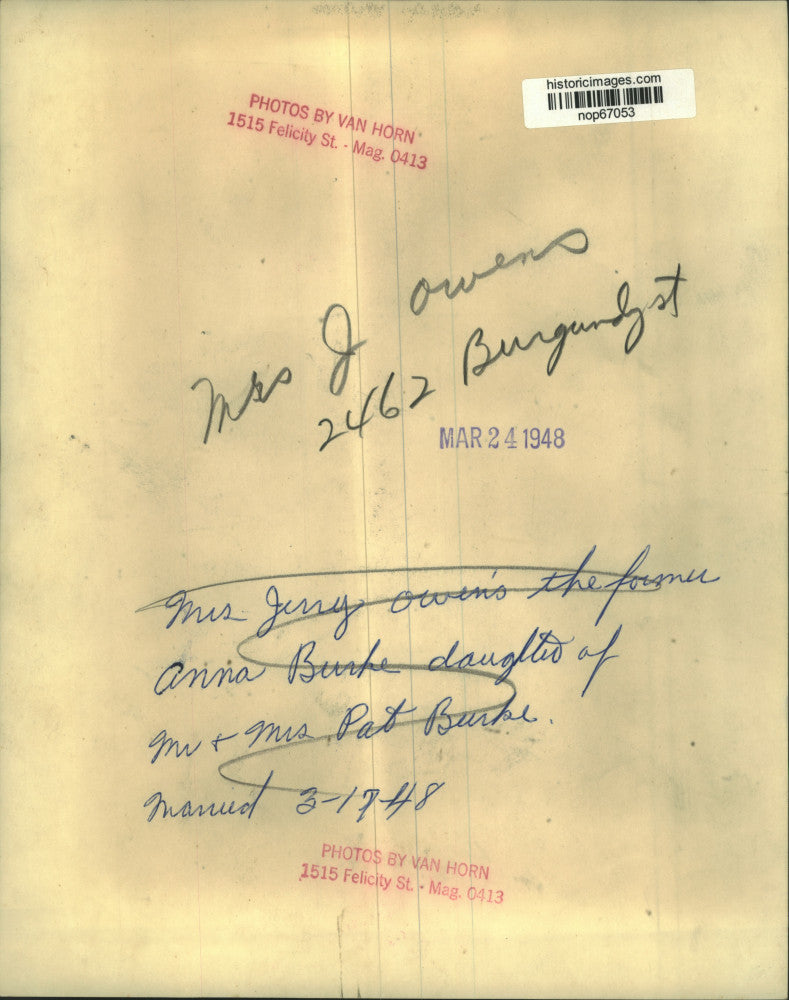 historicimages.com
nop67053
PHOTOS BY VAN HORN
1515 Felicity St. - Mag. 0413
Mrs J owens
2462 Burgundy st
MAR 24 1948
Mrs Jerry Owens the former
Anna Burke daughter of
Mr + Mrs Pat Burke.
Married 3-17-48
PHOTOS BY VAN HORN
1515 Felicity St. - Mag. 0413